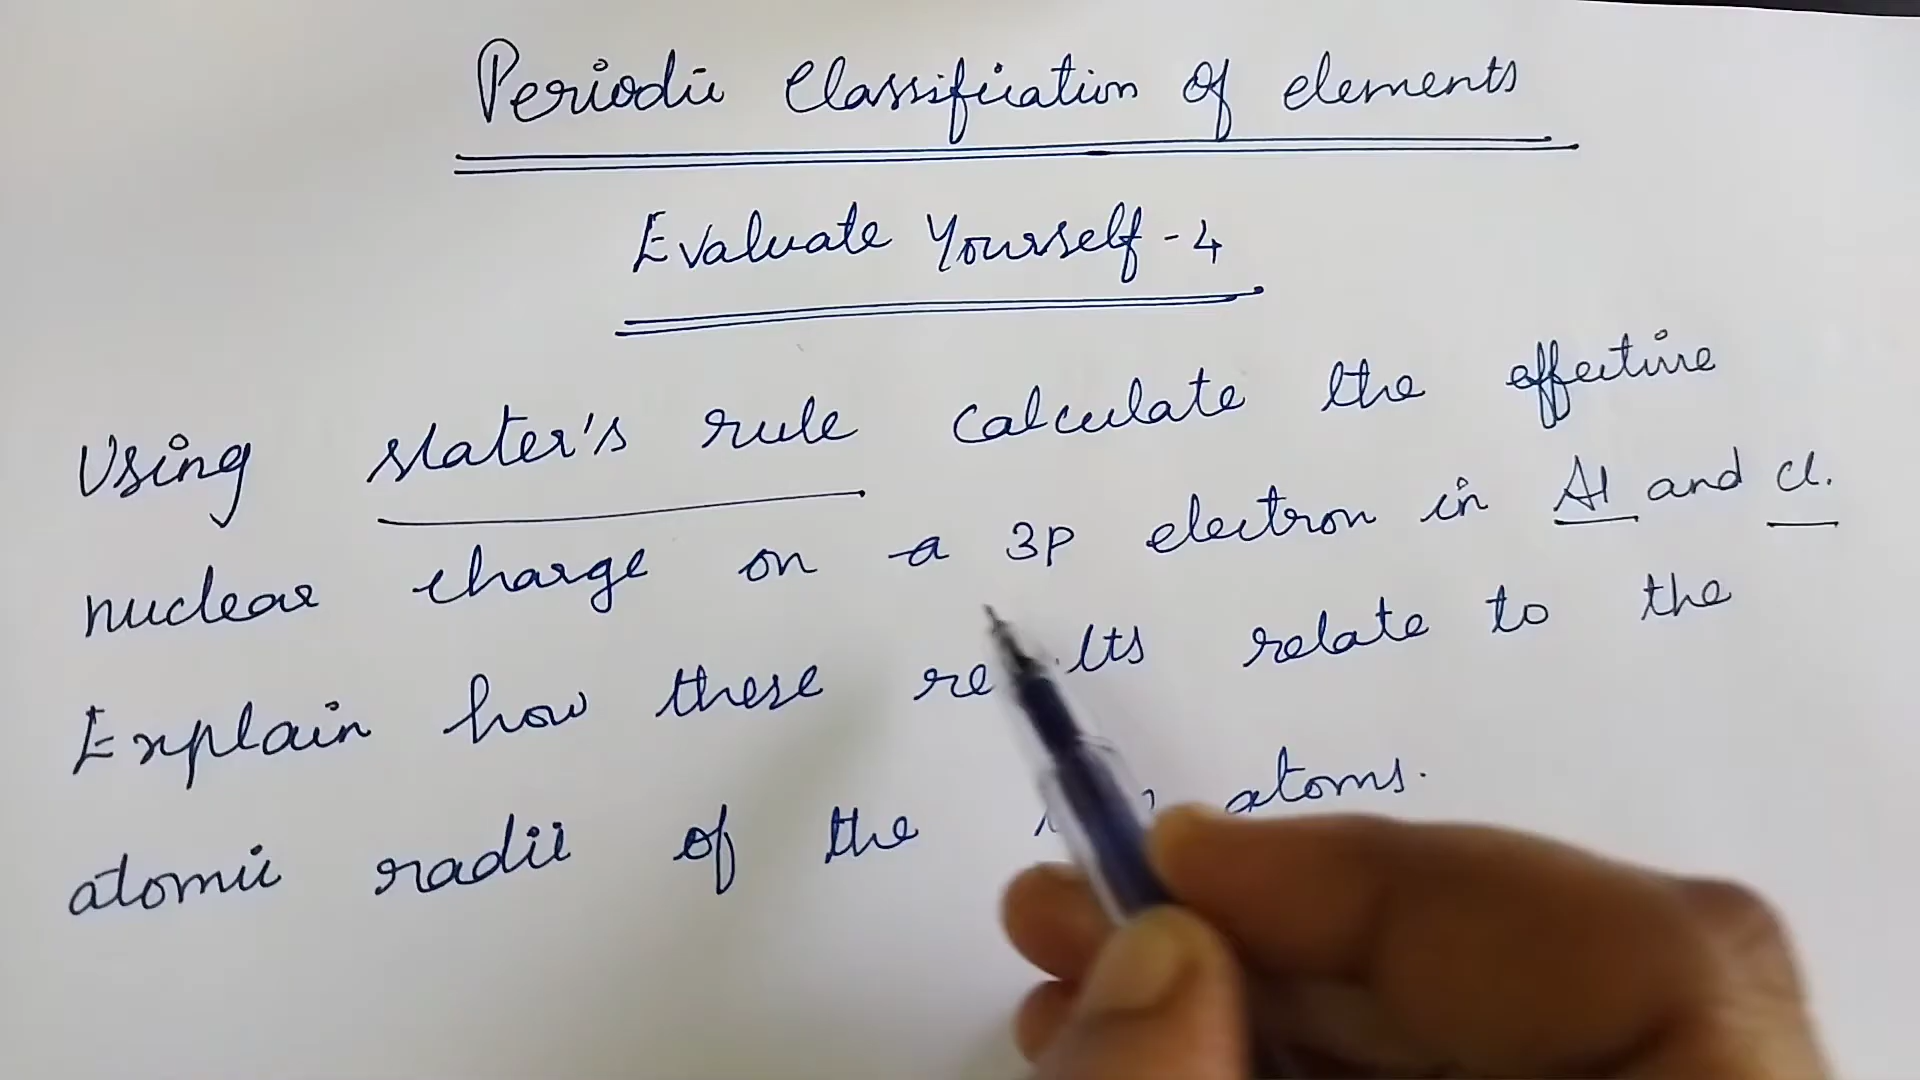 Periodic Classification of elements
Evaluate Yourself-4
Using slater's rule calculate the effective
nuclear charge on a 3p electron in Al and Cl.
Explain how these relate to the
atomic radii of the atoms.